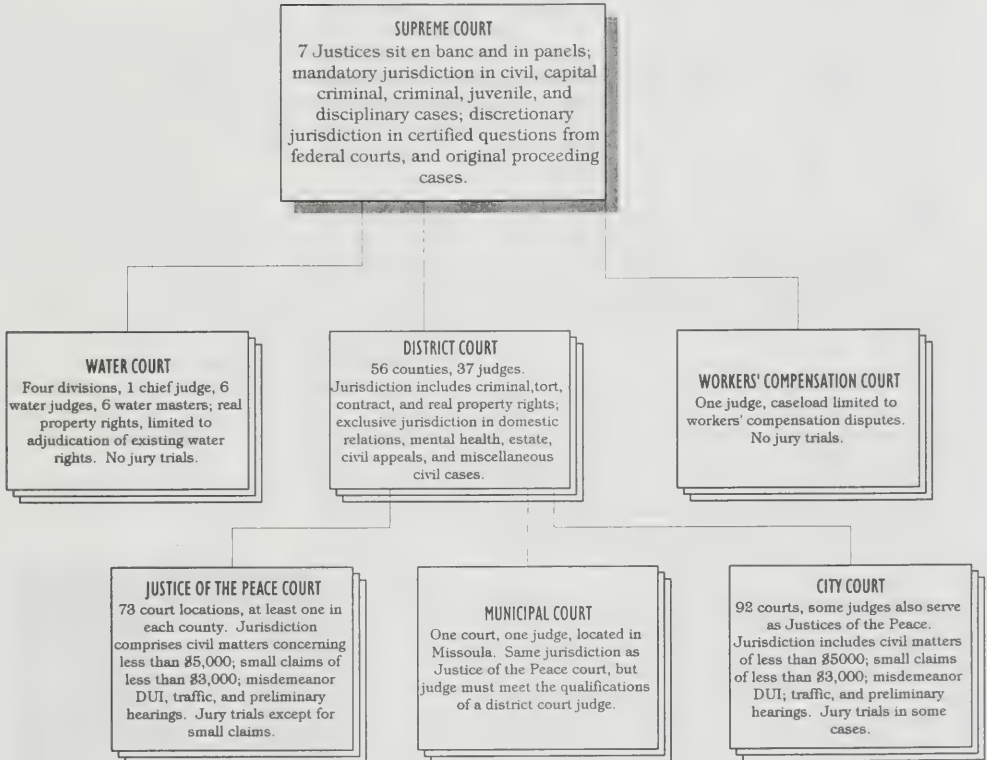 SUPREME COURT
7 Justices sit en banc and in panels;
mandatory jurisdiction in civil, capital
criminal, criminal, juvenile, and
disciplinary cases; discretionary
jurisdiction in certified questions from
federal courts, and original proceeding
cases.
WATER COURT
Four divisions, 1 chief judge, 6
water judges, 6 water masters; real
property rights, limited to
adjudication of existing water
rights. No jury trials.
DISTRICT COURT
56 counties, 37 judges.
Jurisdiction includes criminal,tort,
contract, and real property rights;
exclusive jurisdiction in domestic
relations, mental health, estate,
civil appeals, and miscellaneous
civil cases.
WORKERS' COMPENSATION COURT
One judge, caseload limited to
workers' compensation disputes.
No jury trials.
JUSTICE OF THE PEACE COURT
73 court locations, at least one in
each county. Jurisdiction
comprises civil matters concerning
less than $5,000; small claims of
less than $3,000; misdemeanor
DUI, traffic, and preliminary
hearings. Jury trials except for
small claims.
MUNICIPAL COURT
One court, one judge, located in
Missoula. Same jurisdiction as
Justice of the Peace court, but
judge must meet the qualifications
of a district court judge.
CITY COURT
92 courts, some judges also serve
as Justices of the Peace.
Jurisdiction includes civil matters
of less than $5000; small claims
of less than $3,000; misdemeanor
DUI; traffic, and preliminary
hearings. Jury trials in some
cases.